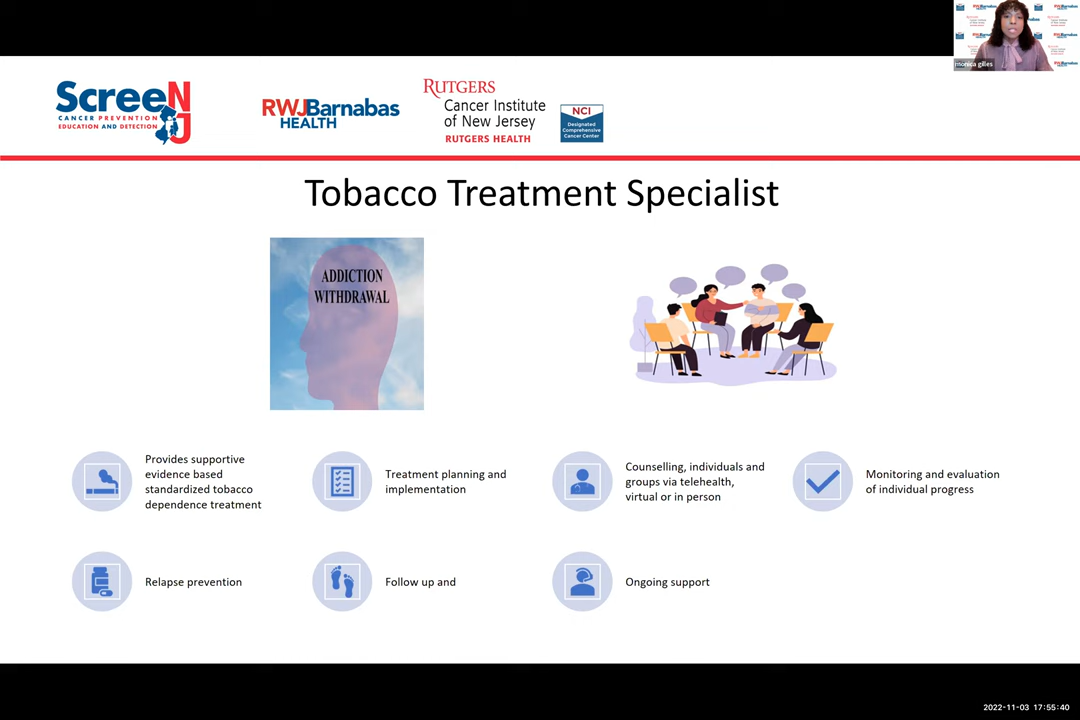 monica gilles
ScreeNJ
CANCER PREVENTION
EDUCATION AND DETECTION
RWJBarnabas
HEALTH
RUTGERS
Cancer Institute
of New Jersey
RUTGERS HEALTH
NCI
Designated
Comprehensive
Cancer Center
Tobacco Treatment Specialist
ADDICTION
WITHDRAWAL
Provides supportive
evidence based
standardized tobacco
dependence treatment
Treatment planning and
implementation
Counselling, individuals and
groups via telehealth,
virtual or in person
Monitoring and evaluation
of individual progress
Relapse prevention
Follow up and
Ongoing support
2022-11-03 17:55:40